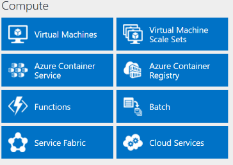 Compute
Virtual Machines
Virtual Machine
Scale Sets
Azure Container
Service
Azure Container
Registry
Functions
Batch
Service Fabric
Cloud Services